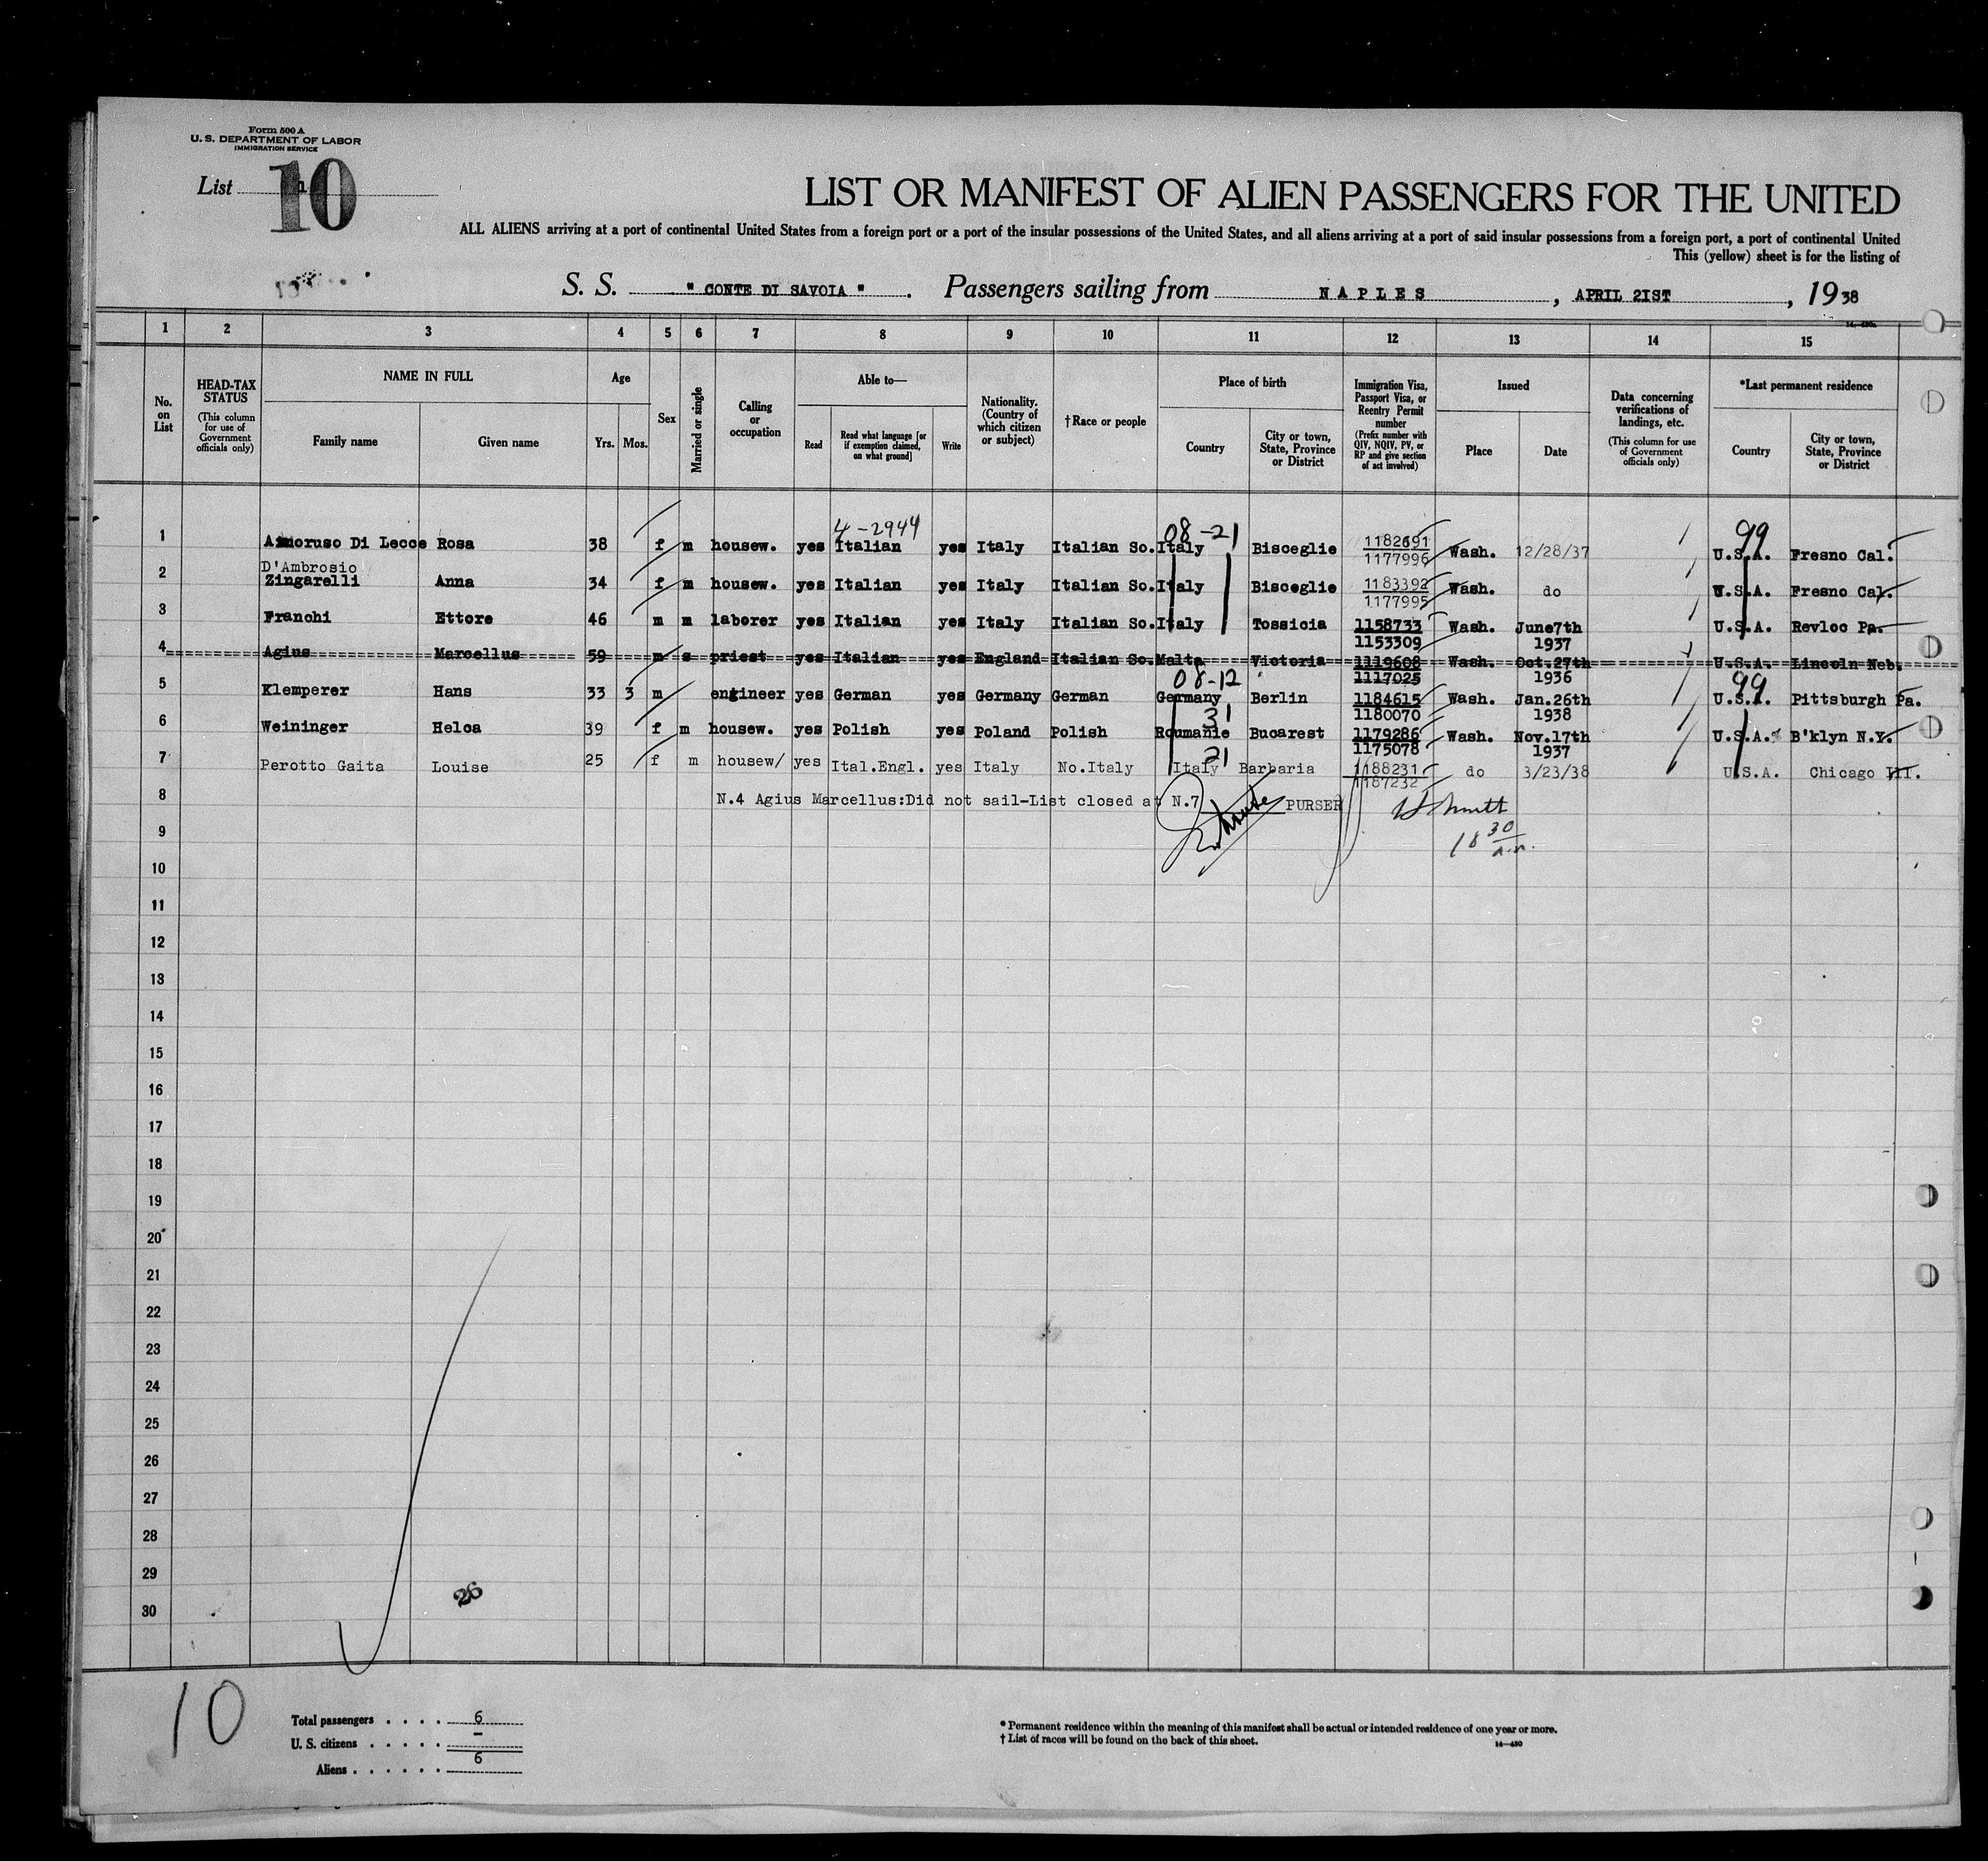 Form 500 A
U. S. DEPARTMENT OF LABOR
IMMIGRATION SERVICE
List 10
LIST OR MANIFEST OF ALIEN PASSENGERS FOR THE UNITED
ALL ALIENS arriving at a port of continental United States from a foreign port or a port of the insular possessions of the United States, and all aliens arriving at a port of said insular possessions from a foreign port, a port of continental United
This (yellow) sheet is for the listing of
S. S. " CONTE DI SAVOIA " . Passengers sailing from N A P L E S , APRIL 21ST , 19 38
1 2 3 4 5 6 7 8 9 10 11 12 13 14 15
No. on List
HEAD-TAX STATUS (This column for use of Government officials only)
NAME IN FULL Family name Given name
Age Yrs. Mos.
Sex
Married or single
Calling or occupation
Able to— Read Read what language [or if exemption claimed, on what ground] Write
Nationality. (Country of which citizen or subject)
†Race or people
Place of birth Country City or town, State, Province or District
Immigration Visa, Passport Visa, or Reentry Permit number (Prefix number with QIV, NQIV, PV, or RP and give section of act involved)
Issued Place Date
Data concerning verifications of landings, etc. (This column for use of Government officials only)
*Last permanent residence Country City or town, State, Province or District
4-2944 08-21 99
1 Amoruso Di Lecce Rosa 38 f m housew. yes Italian yes Italy Italian So. Italy Bisceglie 1182691 1177996 Wash. 12/28/37 U.S.A. Fresno Cal.
D'Ambrosio
2 Zingarelli Anna 34 f m housew. yes Italian yes Italy Italian So. Italy Bisceglie 1183392 1177995 Wash. do U.S.A. Fresno Cal.
3 Franchi Ettore 46 m m laborer yes Italian yes Italy Italian So. Italy Tossicia 1158733 1153309 Wash. June7th 1937 U.S.A. Revloc Pa.
4 Agius Marcellus 59 m s priest yes Italian yes England Italian So. Malta Victoria 1119608 1117025 Wash. Oct.27th 1936 U.S.A. Lincoln Neb.
08-12 99
5 Klemperer Hans 33 3 m engineer yes German yes Germany German Germany Berlin 1184615 1180070 Wash. Jan.26th 1938 U.S.A. Pittsburgh Pa.
31
6 Weininger Helca 39 f m housew. yes Polish yes Poland Polish Roumanie Bucarest 1179286 1175078 Wash. Nov.17th 1937 U.S.A. B'klyn N.Y.
21
7 Perotto Gaita Louise 25 f m housew/ yes Ital.Engl. yes Italy No.Italy Italy Barbaria 1188231 1187232 do 3/23/38 U.S.A. Chicago Ill.
8 N.4 Agius Marcellus:Did not sail-List closed at N.7 PURSER
9
10
11
12
13
14
15
16
17
18
19
20
21
22
23
24
25
26
27
28
29
30
26
10
Total passengers . . . . 6
U. S. citizens . . . . . –
Aliens . . . . . . 6
* Permanent residence within the meaning of this manifest shall be actual or intended residence of one year or more.
† List of races will be found on the back of this sheet.
14—430